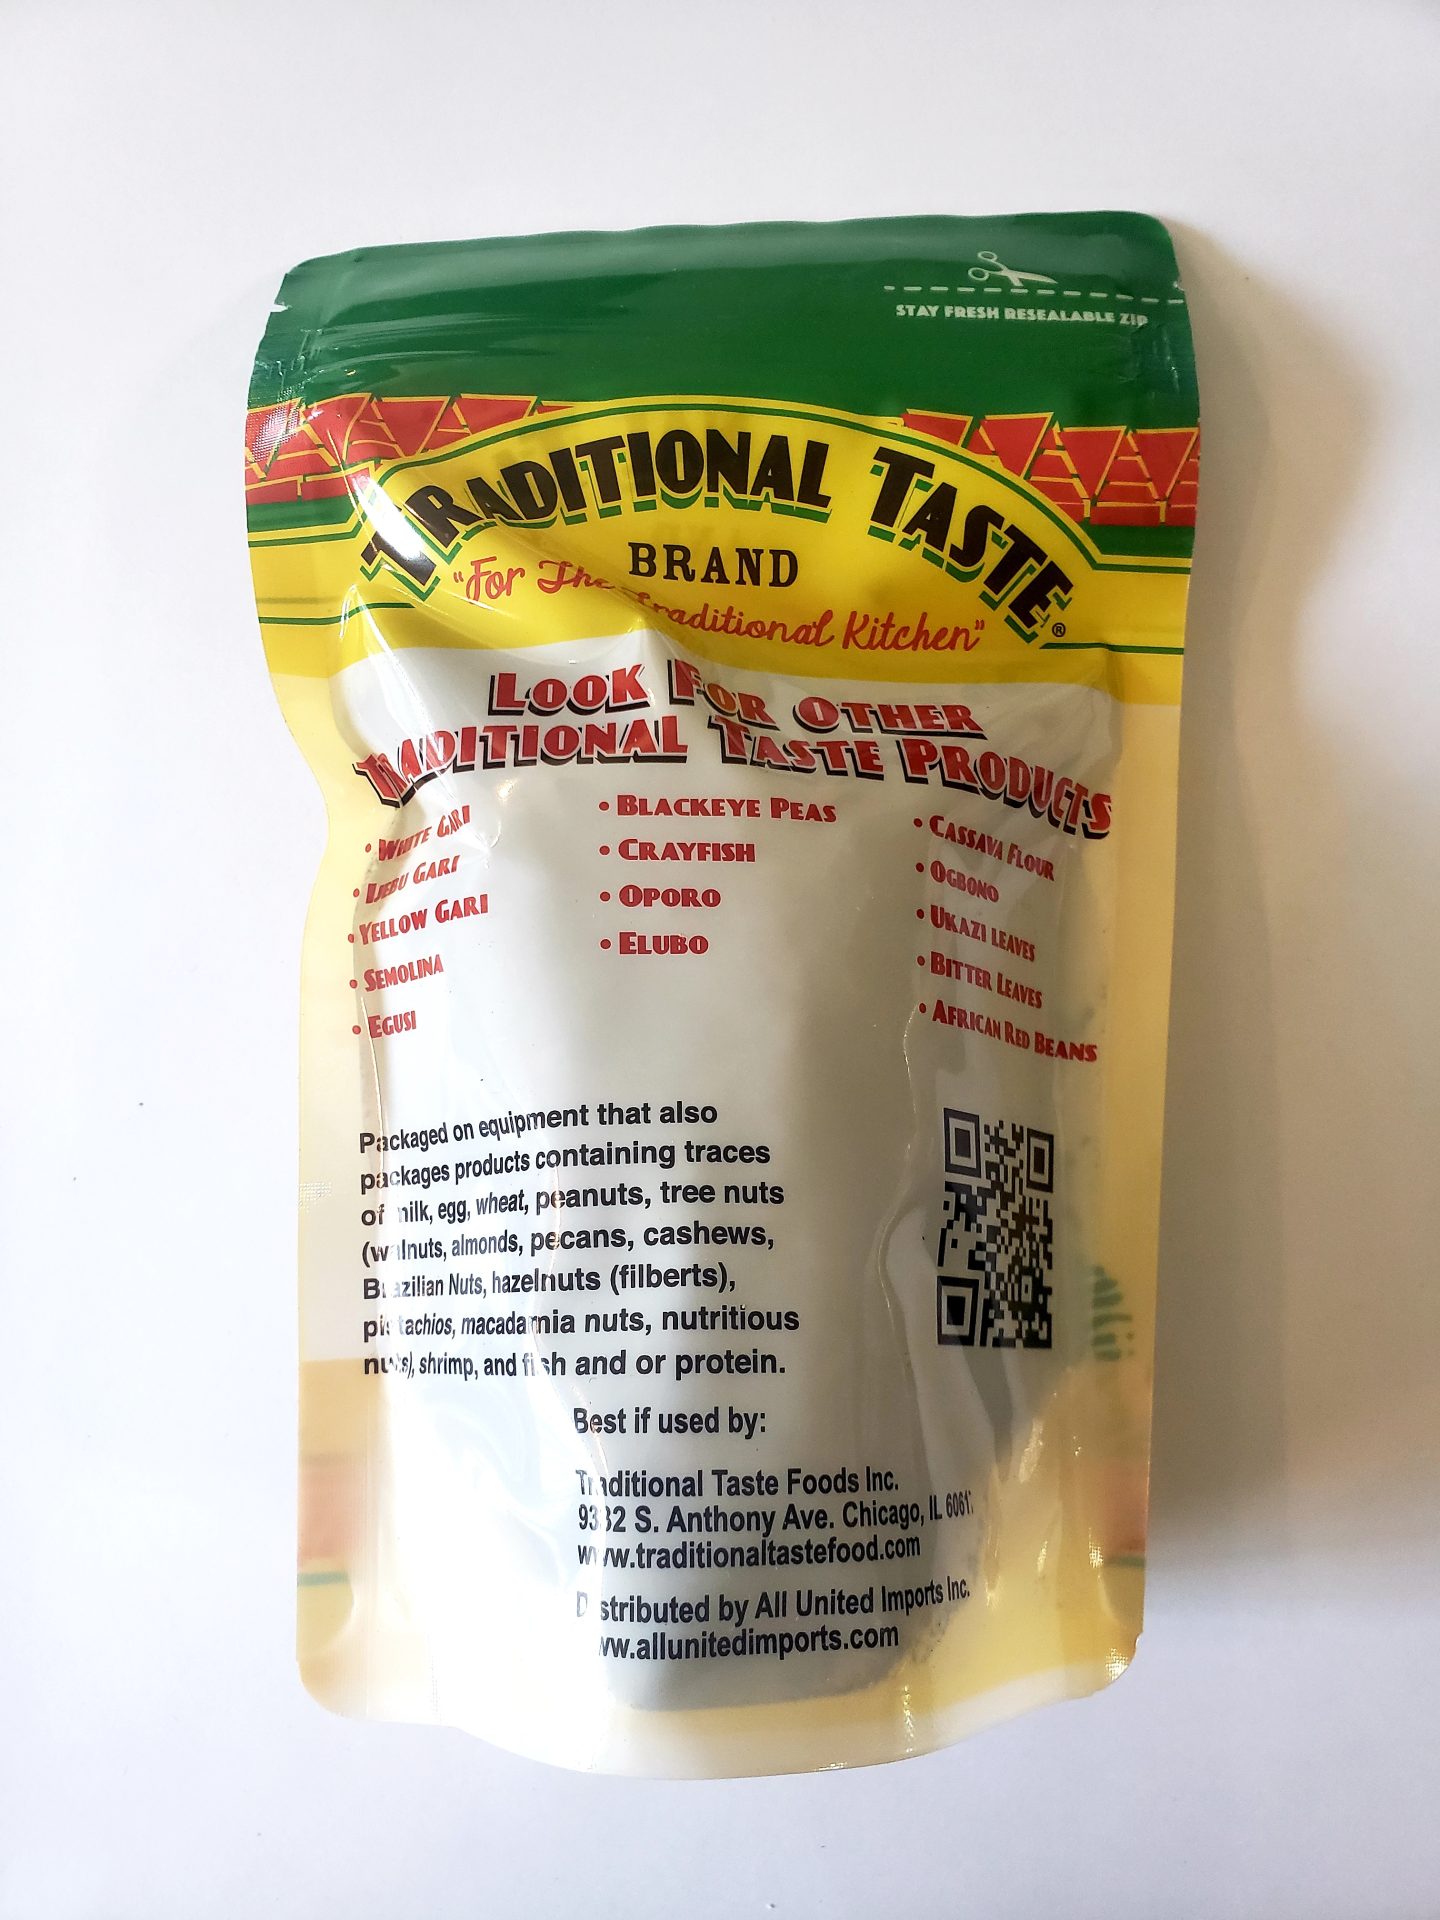 STAY FRESH RESEALABLE ZIP
TRADITIONAL TASTE®
BRAND
"For The Traditional Kitchen"
LOOK FOR OTHER
TRADITIONAL TASTE PRODUCTS
• WHITE GARI
• IJEBU GARI
• YELLOW GARI
• SEMOLINA
• EGUSI
• BLACKEYE PEAS
• CRAYFISH
• OPORO
• ELUBO
• CASSAVA FLOUR
• OGBONO
• UKAZI LEAVES
• BITTER LEAVES
• AFRICAN RED BEANS
Packaged on equipment that also
packages products containing traces
of milk, egg, wheat, peanuts, tree nuts
(walnuts, almonds, pecans, cashews,
Brazilian Nuts, hazelnuts (filberts),
pistachios, macadamia nuts, nutritious
nuts), shrimp, and fish and or protein.
Best if used by:
Traditional Taste Foods Inc.
S. Anthony Ave. Chicago, IL
www.traditionaltastefood.com
Distributed by All United Imports Inc.
www.allunitedimports.com